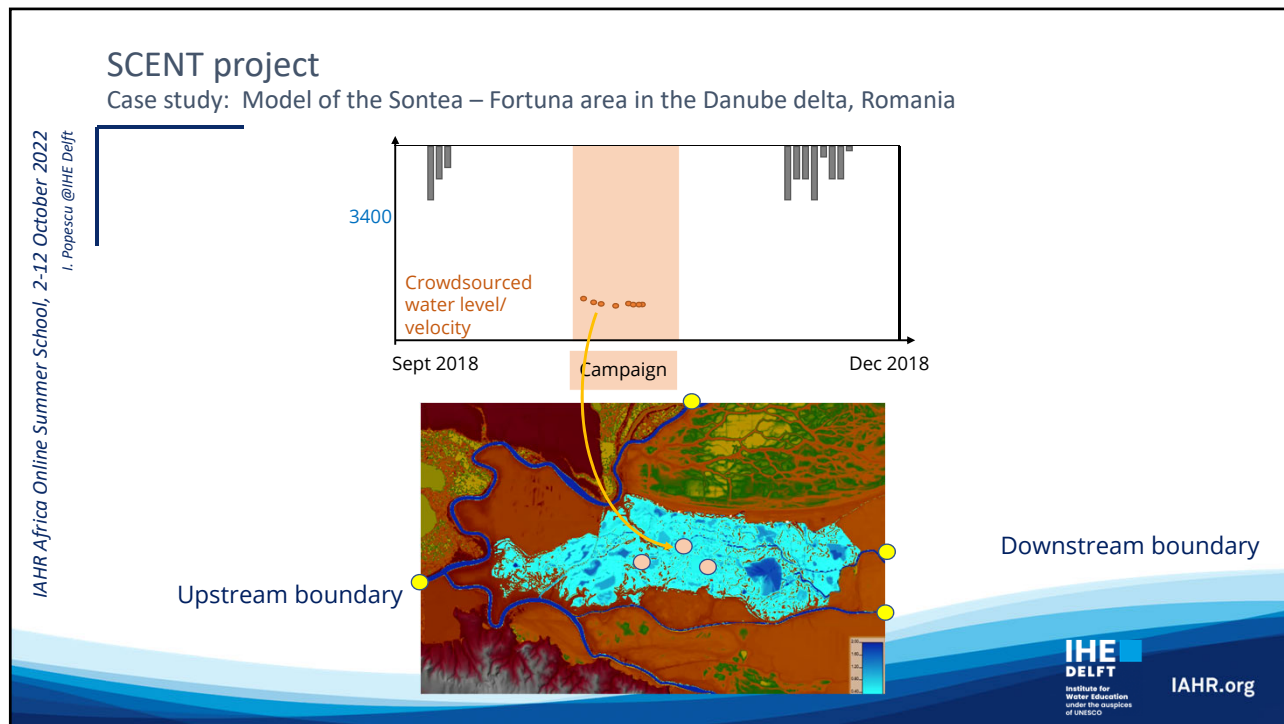 SCENT project
Case study: Model of the Sontea – Fortuna area in the Danube delta, Romania
IAHR Africa Online Summer School, 2-12 October 2022
I. Popescu @IHE Delft
3400
Crowdsourced
water level/
velocity
Sept 2018
Campaign
Dec 2018
Upstream boundary
Downstream boundary
IHE
DELFT
Institute for
Water Education
under the auspices
of UNESCO
IAHR.org